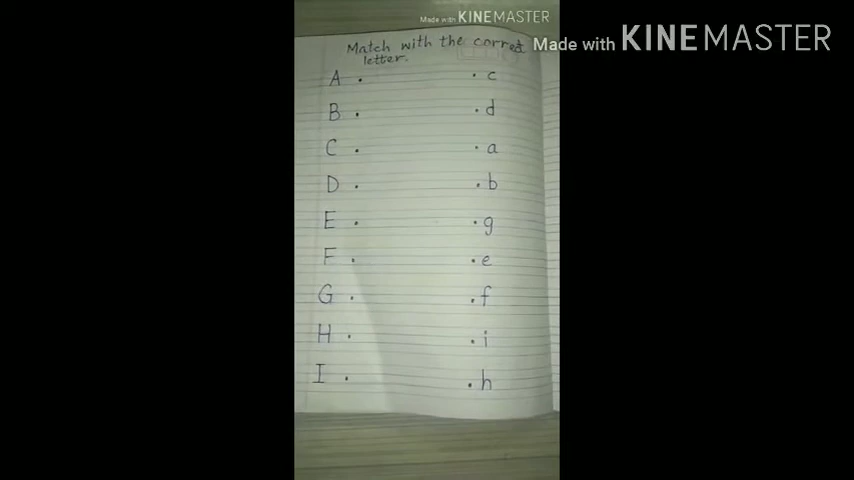 Made with KINEMASTER
Made with KINEMASTER
Match with the correct
letter.
A . . c
B . . d
C . . a
D . . b
E . . g
F . . e
G . . f
H . . i
I . . h